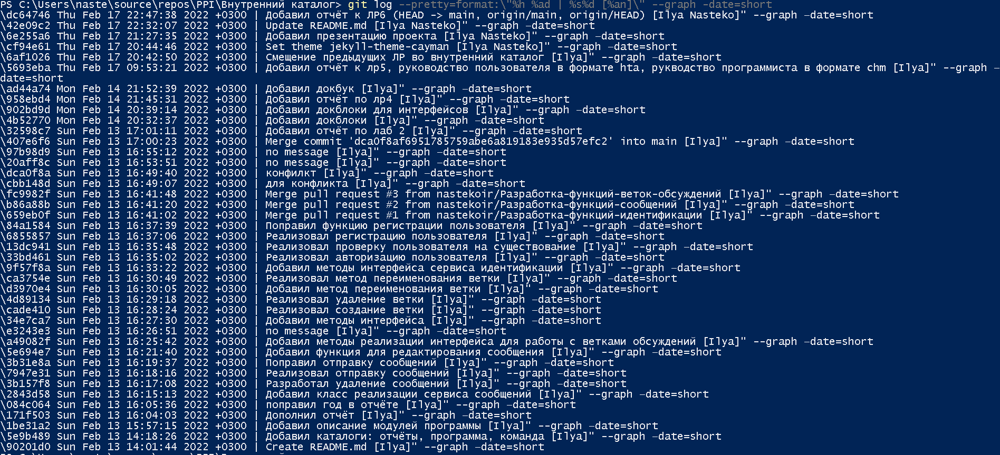 PS C:\Users\naste\source\repos\PPI\Внутренний каталог> git log --pretty=format:\"%h %ad | %s%d [%an]\" --graph -date=short
\dc64746 Thu Feb 17 22:47:38 2022 +0300 | Добавил отчёт к ЛР6 (HEAD -> main, origin/main, origin/HEAD) [Ilya Nasteko]" --graph –date=short
\42e09c2 Thu Feb 17 22:32:07 2022 +0300 | Update README.md [Ilya Nasteko]" --graph –date=short
\6e255a6 Thu Feb 17 21:27:35 2022 +0300 | Добавил презентацию проекта [Ilya Nasteko]" --graph –date=short
\cf94e61 Thu Feb 17 20:44:46 2022 +0300 | Set theme jekyll-theme-cayman [Ilya Nasteko]" --graph –date=short
\6af1026 Thu Feb 17 20:42:50 2022 +0300 | Смещение предыдущих ЛР во внутренний каталог [Ilya]" --graph –date=short
\5693eba Thu Feb 17 09:53:21 2022 +0300 | Добавил отчёт к лр5, руководство пользователя в формате hta, рукводство программиста в формате chm [Ilya]" --graph –
date=short
\ad44a74 Mon Feb 14 21:52:39 2022 +0300 | Добавил докбук [Ilya]" --graph –date=short
\958ebd4 Mon Feb 14 21:45:31 2022 +0300 | Добавил отчёт по лр4 [Ilya]" --graph –date=short
\902bd9d Mon Feb 14 20:39:14 2022 +0300 | Добавил докблоки для интерфейсов [Ilya]" --graph –date=short
\4b52770 Mon Feb 14 20:32:37 2022 +0300 | Добавил докблоки [Ilya]" --graph –date=short
\32598c7 Sun Feb 13 17:01:11 2022 +0300 | Добавил отчёт по лаб 2 [Ilya]" --graph –date=short
\407e6f6 Sun Feb 13 17:00:23 2022 +0300 | Merge commit 'dca0f8af6951785759abe6a819183e935d57efc2' into main [Ilya]" --graph –date=short
\97b98d9 Sun Feb 13 16:55:12 2022 +0300 | no message [Ilya]" --graph –date=short
\20aff8c Sun Feb 13 16:53:51 2022 +0300 | no message [Ilya]" --graph –date=short
\dca0f8a Sun Feb 13 16:49:40 2022 +0300 | конфилкт [Ilya]" --graph –date=short
\cbb148d Sun Feb 13 16:49:07 2022 +0300 | для конфликта [Ilya]" --graph –date=short
\fc9982f Sun Feb 13 16:41:48 2022 +0300 | Merge pull request #3 from nastekoir/Разработка-функций-веток-обсуждений [Ilya]" --graph –date=short
\b86a88b Sun Feb 13 16:41:20 2022 +0300 | Merge pull request #2 from nastekoir/Разработка-функций-сообщений [Ilya]" --graph –date=short
\659eb0f Sun Feb 13 16:41:02 2022 +0300 | Merge pull request #1 from nastekoir/Разработка-функций-идентификации [Ilya]" --graph –date=short
\84a1584 Sun Feb 13 16:37:39 2022 +0300 | Поправил функцию регистрации пользователя [Ilya]" --graph –date=short
\6855857 Sun Feb 13 16:37:06 2022 +0300 | Реализовал регистрацию пользователя [Ilya]" --graph –date=short
\13dc941 Sun Feb 13 16:35:48 2022 +0300 | Реализовал проверку пользователя на существование [Ilya]" --graph –date=short
\33bd461 Sun Feb 13 16:35:02 2022 +0300 | Реализовал авторизацию пользователя [Ilya]" --graph –date=short
\9f57f8a Sun Feb 13 16:33:22 2022 +0300 | Добавил методы интерфейса сервиса идентификации [Ilya]" --graph –date=short
\ca3754e Sun Feb 13 16:30:49 2022 +0300 | Реализовал метод переименования ветки [Ilya]" --graph –date=short
\d3970e4 Sun Feb 13 16:30:05 2022 +0300 | Добавил метод переименования ветки [Ilya]" --graph –date=short
\4d89134 Sun Feb 13 16:29:18 2022 +0300 | Реализовал удаление ветки [Ilya]" --graph –date=short
\cade410 Sun Feb 13 16:28:24 2022 +0300 | Реализовал создание ветки [Ilya]" --graph –date=short
\34e7ca7 Sun Feb 13 16:27:30 2022 +0300 | Добавил методы интерфейса [Ilya]" --graph –date=short
\e3243e3 Sun Feb 13 16:26:51 2022 +0300 | no message [Ilya]" --graph –date=short
\a49082f Sun Feb 13 16:25:42 2022 +0300 | Добавил методы реализации интерфейса для работы с ветками обсуждений [Ilya]" --graph –date=short
\5e694e7 Sun Feb 13 16:21:40 2022 +0300 | Добавил функция для редактирования сообщения [Ilya]" --graph –date=short
\3b31e8a Sun Feb 13 16:19:37 2022 +0300 | Поправил отправку сообщений [Ilya]" --graph –date=short
\7947e31 Sun Feb 13 16:18:16 2022 +0300 | Реализовал отправку сообщений [Ilya]" --graph –date=short
\3b157f8 Sun Feb 13 16:17:08 2022 +0300 | Разработал удаление сообщений [Ilya]" --graph –date=short
\2843d58 Sun Feb 13 16:15:13 2022 +0300 | Добавил класс реализации сервиса сообщений [Ilya]" --graph –date=short
\084c064 Sun Feb 13 16:05:36 2022 +0300 | поправил год в отчёте [Ilya]" --graph –date=short
\171f503 Sun Feb 13 16:04:03 2022 +0300 | Дополнил отчёт [Ilya]" --graph –date=short
\1be31a2 Sun Feb 13 15:57:15 2022 +0300 | Добавил описание модулей программы [Ilya]" --graph –date=short
\5e9b489 Sun Feb 13 14:18:26 2022 +0300 | Добавил каталоги: отчёты, программа, команда [Ilya]" --graph –date=short
\90201d0 Sun Feb 13 14:01:44 2022 +0300 | Create README.md [Ilya]" --graph –date=short